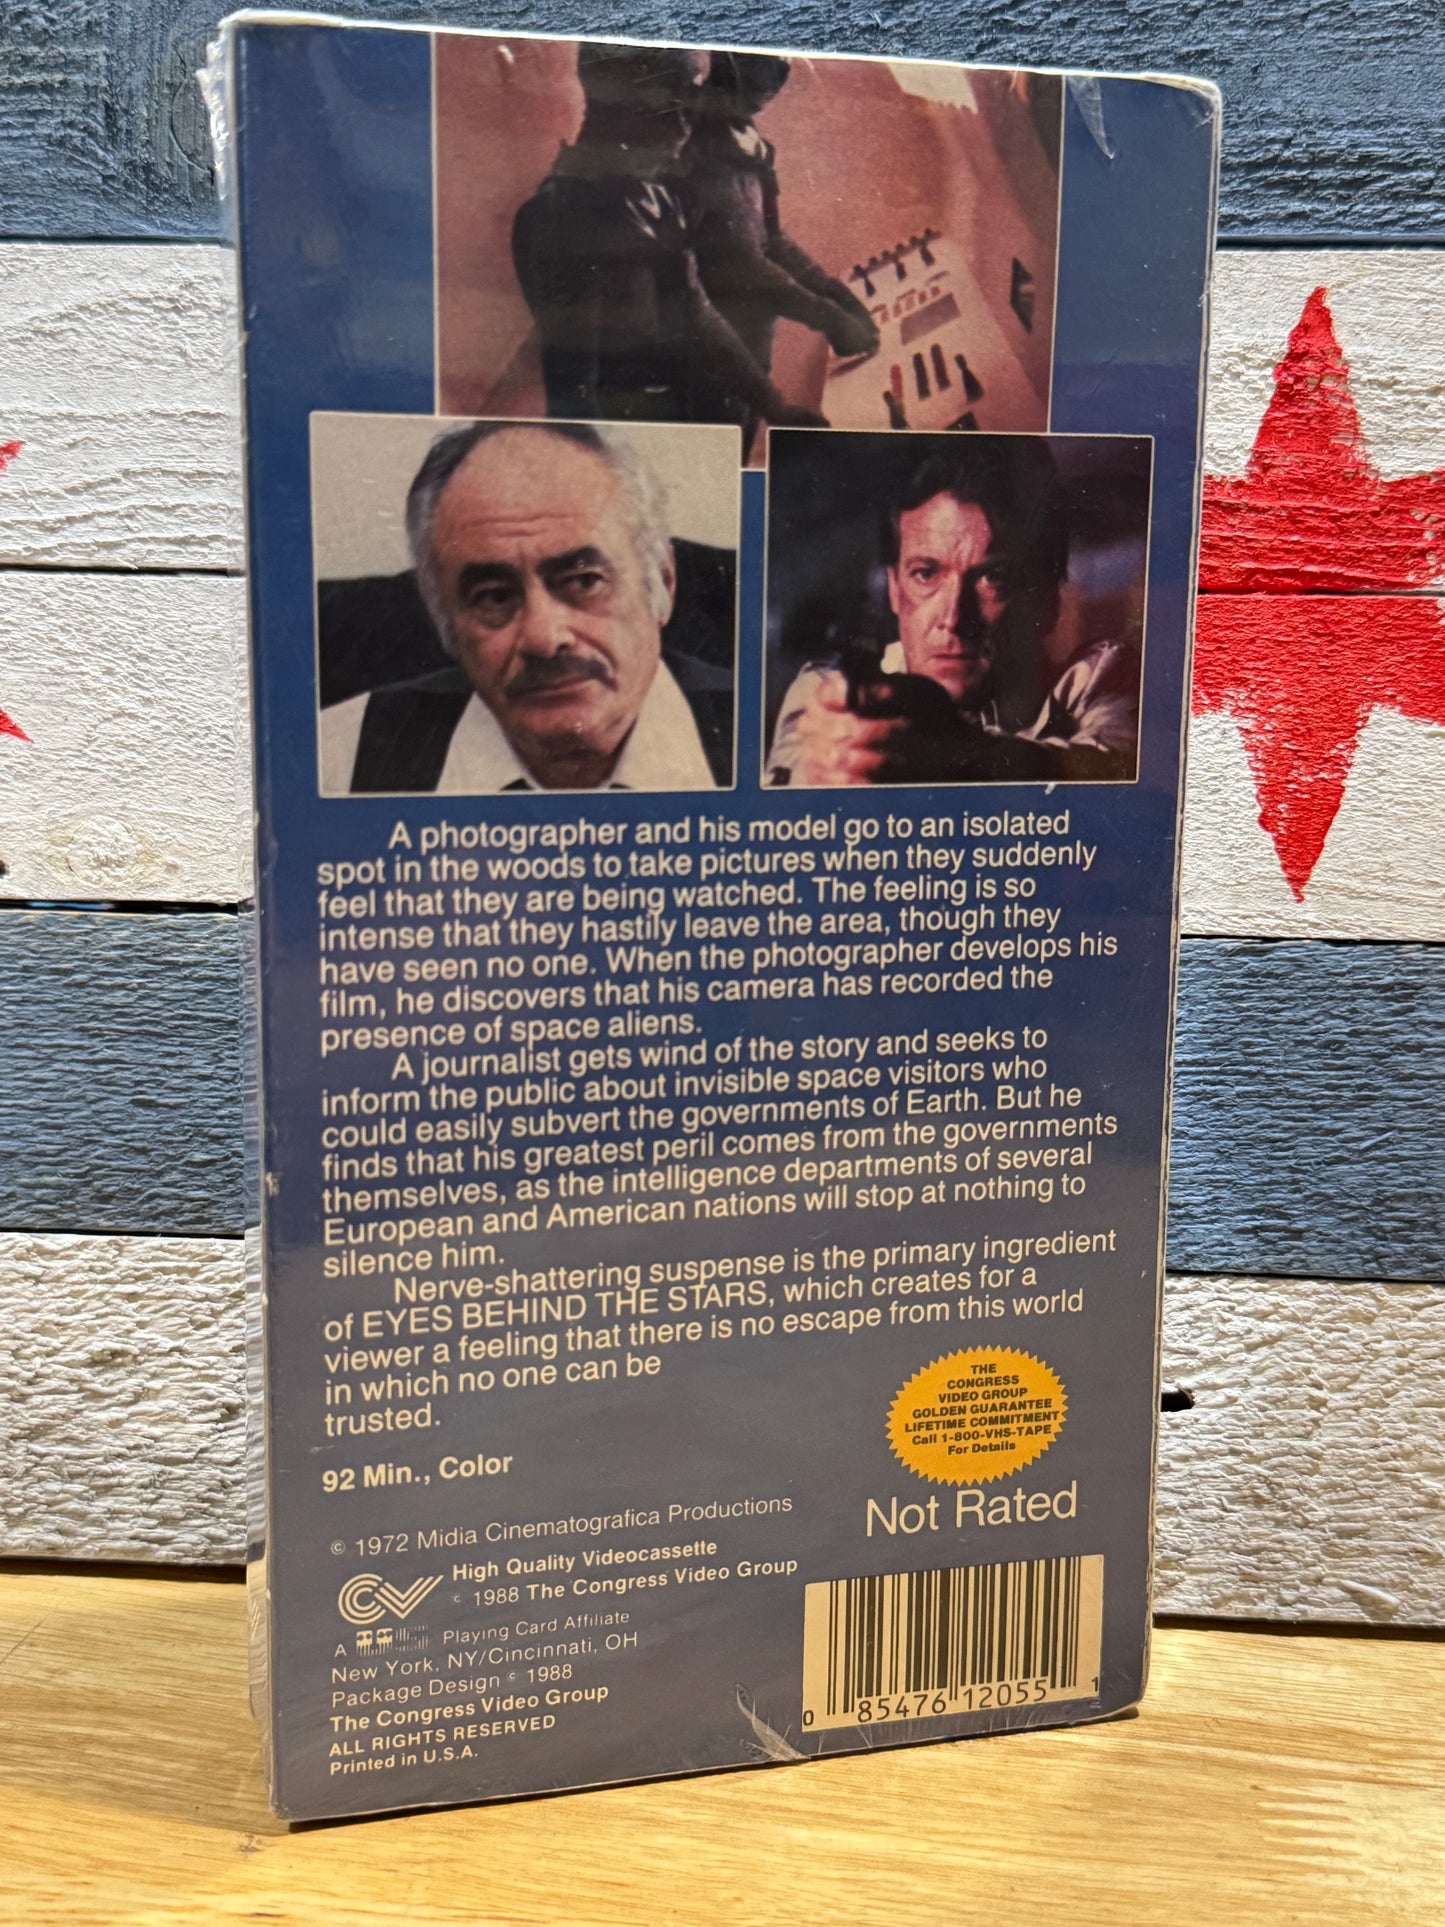 A photographer and his model go to an isolated
spot in the woods to take pictures when they suddenly
feel that they are being watched. The feeling is so
intense that they hastily leave the area, though they
have seen no one. When the photographer develops his
film, he discovers that his camera has recorded the
presence of space aliens.
A journalist gets wind of the story and seeks to
inform the public about invisible space visitors who
could easily subvert the governments of Earth. But he
finds that his greatest peril comes from the governments
themselves, as the intelligence departments of several
European and American nations will stop at nothing to
silence him.
Nerve-shattering suspense is the primary ingredient
of EYES BEHIND THE STARS, which creates for a
viewer a feeling that there is no escape from this world
in which no one can be
trusted.
THE
CONGRESS
VIDEO GROUP
GOLDEN GUARANTEE
LIFETIME COMMITMENT
Call 1-800-VHS-TAPE
For Details
92 Min., Color
Not Rated
© 1972 Midia Cinematografica Productions
High Quality Videocassette
© 1988 The Congress Video Group
CV
A Playing Card Affiliate
New York, NY/Cincinnati, OH
Package Design © 1988
The Congress Video Group
ALL RIGHTS RESERVED
Printed in U.S.A.
0 85476 12055 1